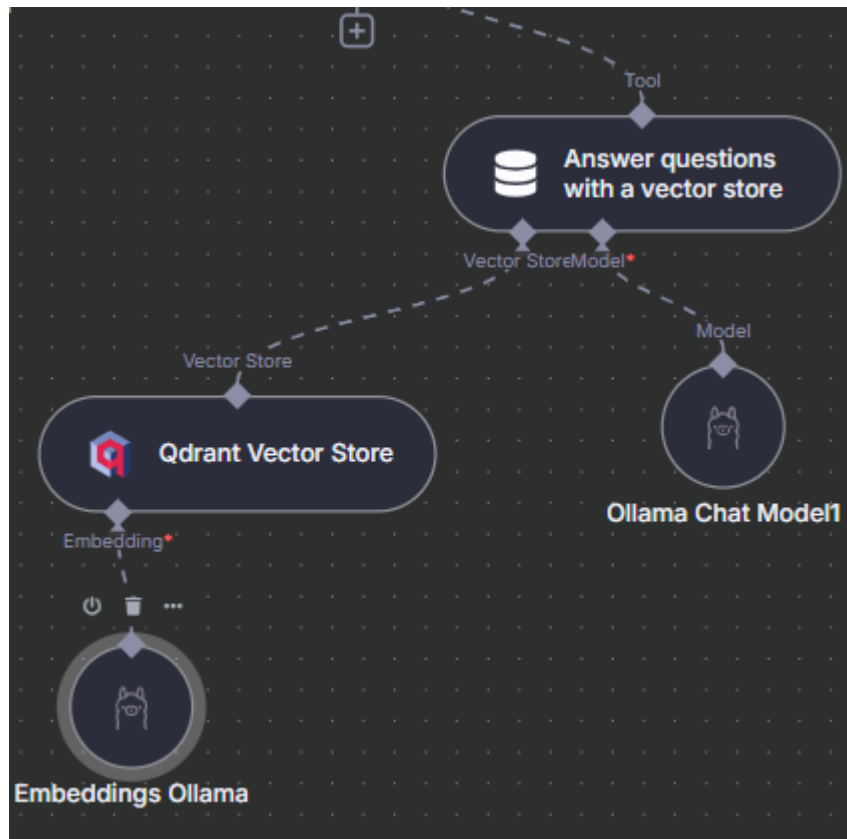 Tool
Answer questions
with a vector store
Vector Store
Model*
Model
Vector Store
Qdrant Vector Store
Ollama Chat Model1
Embedding*
Embeddings Ollama